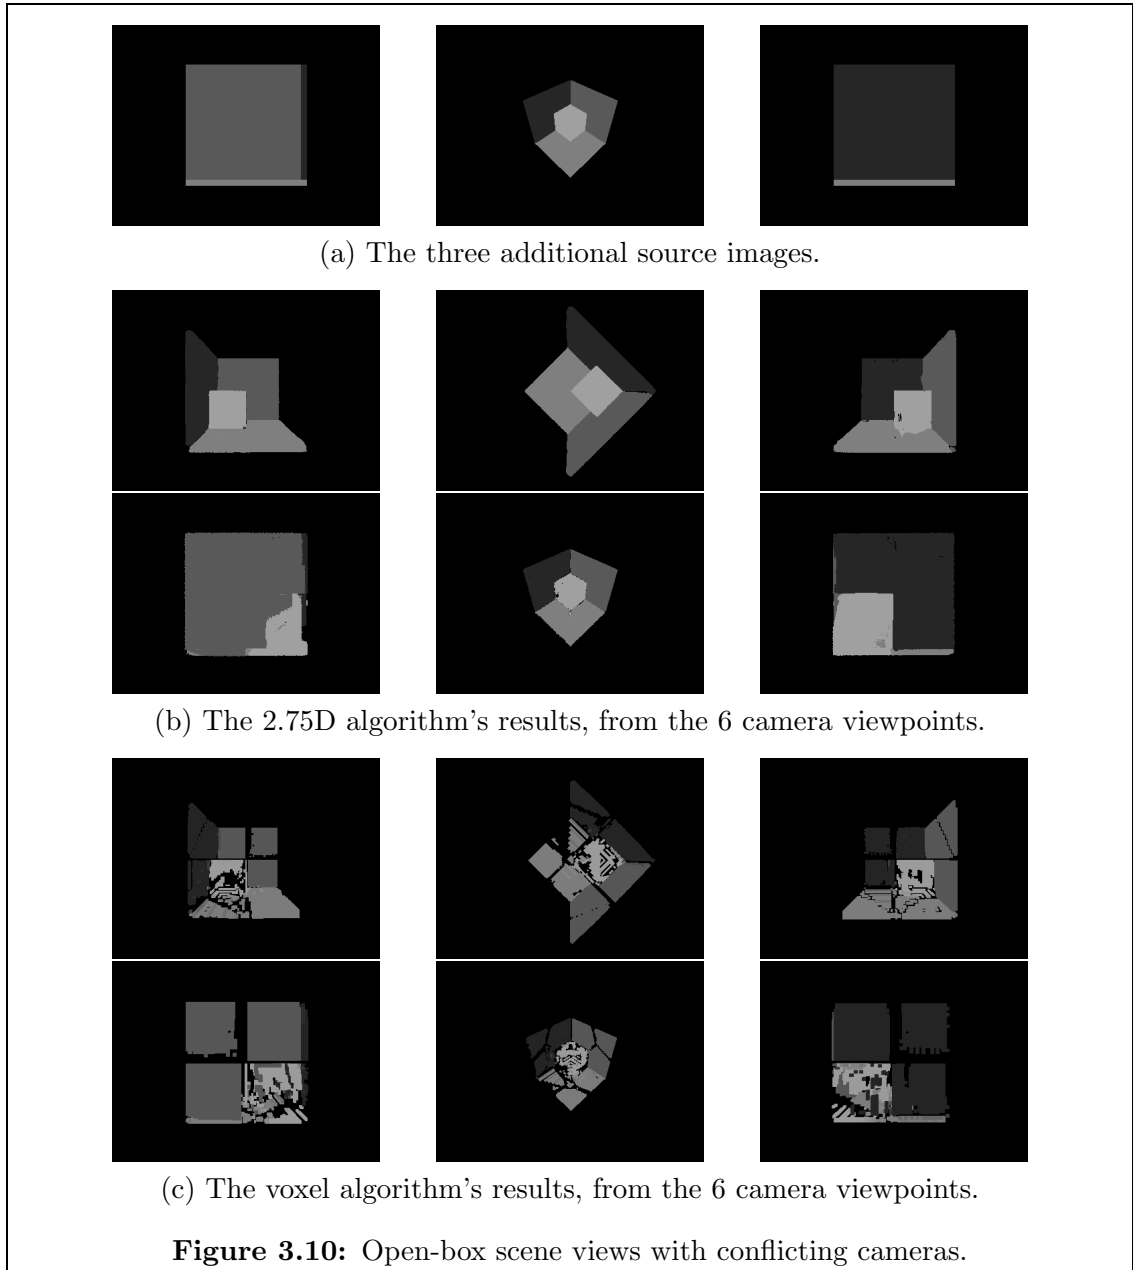 (a) The three additional source images.
(b) The 2.75D algorithm's results, from the 6 camera viewpoints.
(c) The voxel algorithm's results, from the 6 camera viewpoints.
Figure 3.10: Open-box scene views with conflicting cameras.